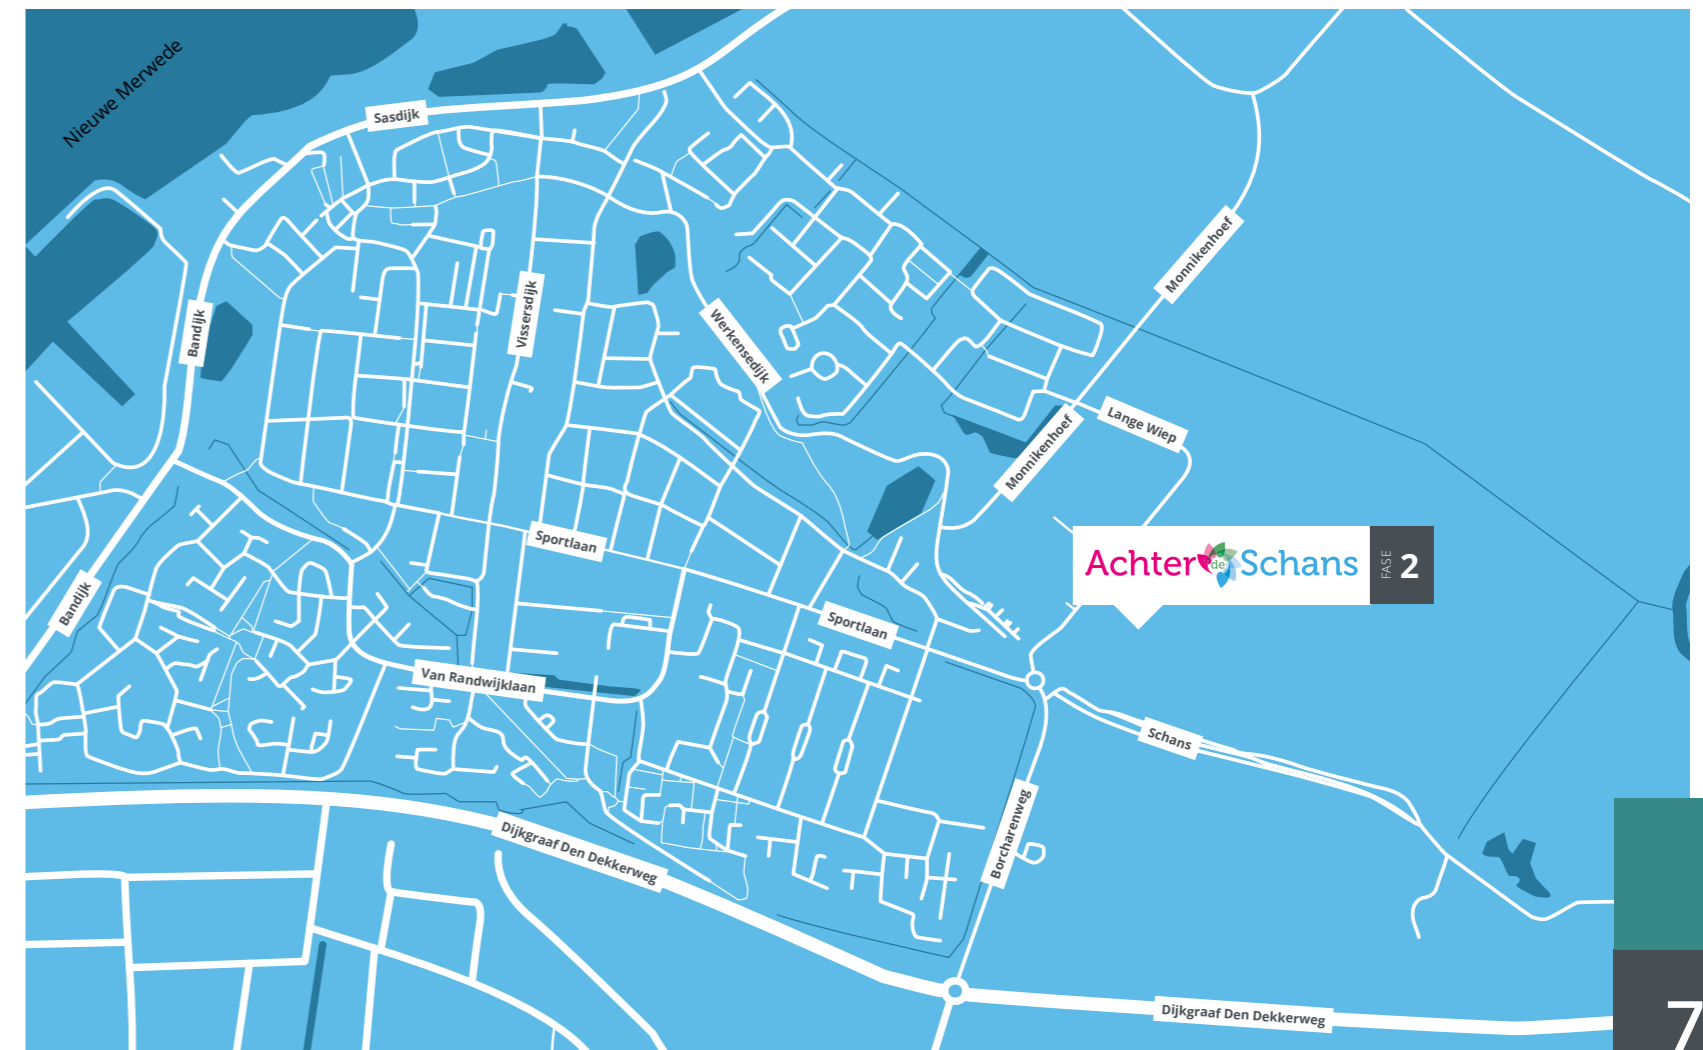 Nieuwe Merwede
Sasdijk
Monnikenhoef
Bandijk
Vissersdijk
Werkensedijk
Lange Wiep
Monnikenhoef
Sportlaan
Achter de Schans FASE 2
Bandijk
Sportlaan
Van Randwijklaan
Schans
Borcharenweg
Dijkgraaf Den Dekkerweg
Dijkgraaf Den Dekkerweg
7